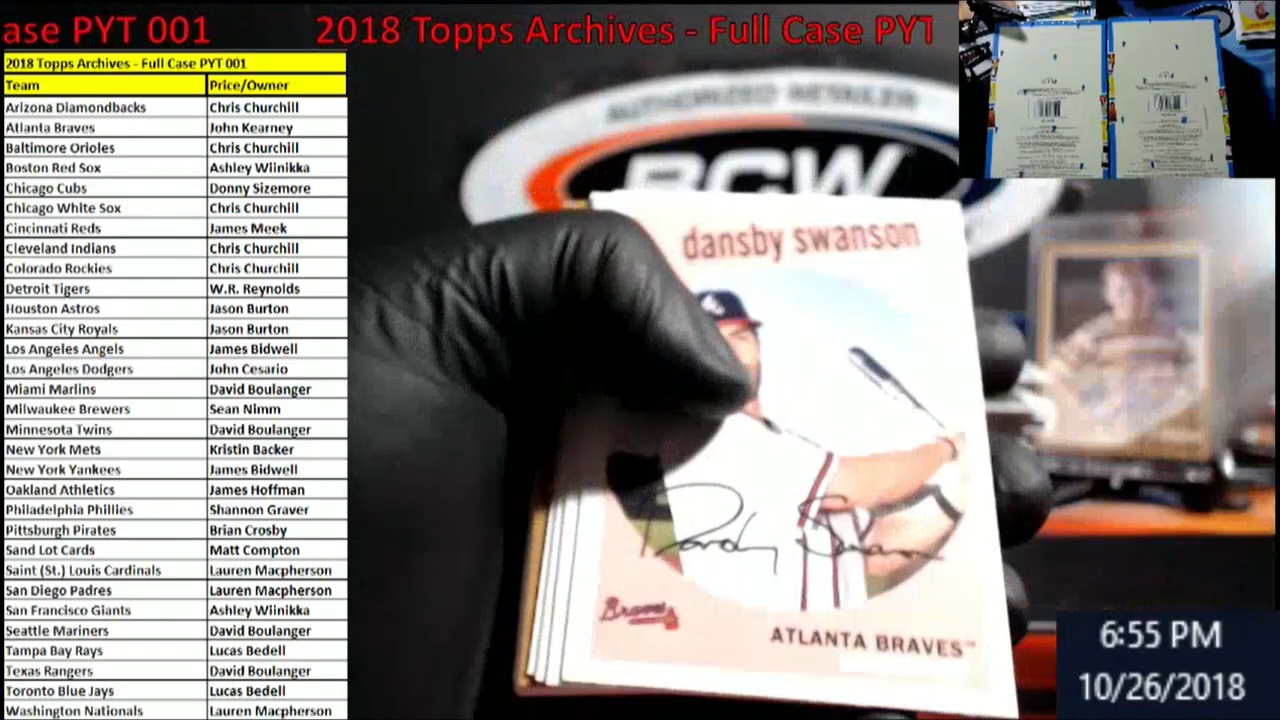 ase PYT 001
2018 Topps Archives - Full Case PYT
2018 Topps Archives - Full Case PYT 001
Team Price/Owner
Arizona Diamondbacks Chris Churchill
Atlanta Braves John Kearney
Baltimore Orioles Chris Churchill
Boston Red Sox Ashley Wiinikka
Chicago Cubs Donny Sizemore
Chicago White Sox Chris Churchill
Cincinnati Reds James Meek
Cleveland Indians Chris Churchill
Colorado Rockies Chris Churchill
Detroit Tigers W.R. Reynolds
Houston Astros Jason Burton
Kansas City Royals Jason Burton
Los Angeles Angels James Bidwell
Los Angeles Dodgers John Cesario
Miami Marlins David Boulanger
Milwaukee Brewers Sean Nimm
Minnesota Twins David Boulanger
New York Mets Kristin Backer
New York Yankees James Bidwell
Oakland Athletics James Hoffman
Philadelphia Phillies Shannon Graver
Pittsburgh Pirates Brian Crosby
Sand Lot Cards Matt Compton
Saint (St.) Louis Cardinals Lauren Macpherson
San Diego Padres Lauren Macpherson
San Francisco Giants Ashley Wiinikka
Seattle Mariners David Boulanger
Tampa Bay Rays Lucas Bedell
Texas Rangers David Boulanger
Toronto Blue Jays Lucas Bedell
Washington Nationals Lauren Macpherson
AUTHORIZED RETAILER
BCW
dansby swanson
Dansby Swanson
Braves
ATLANTA BRAVES™
6:55 PM
10/26/2018